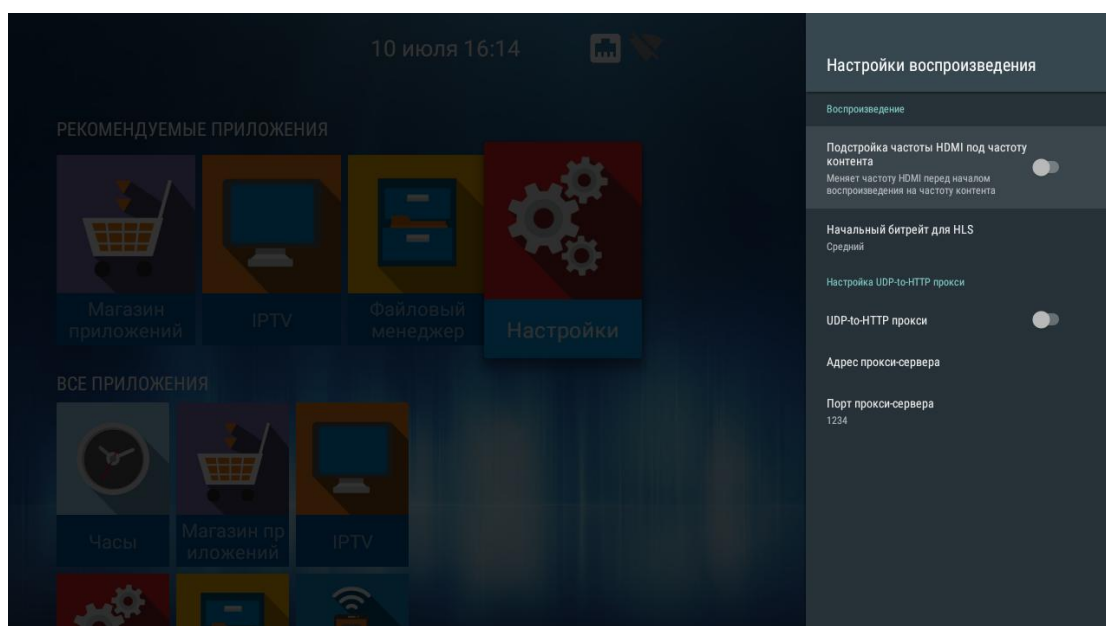 10 июля 16:14
РЕКОМЕНДУЕМЫЕ ПРИЛОЖЕНИЯ
Магазин
приложений
IPTV
Файловый
менеджер
Настройки
ВСЕ ПРИЛОЖЕНИЯ
Часы
Магазин пр
иложений
IPTV
Настройки воспроизведения
Воспроизведение
Подстройка частоты HDMI под частоту
контента
Меняет частоту HDMI перед началом
воспроизведения на частоту контента
Начальный битрейт для HLS
Средний
Настройка UDP-to-HTTP прокси
UDP-to-HTTP прокси
Адрес прокси-сервера
Порт прокси-сервера
1234